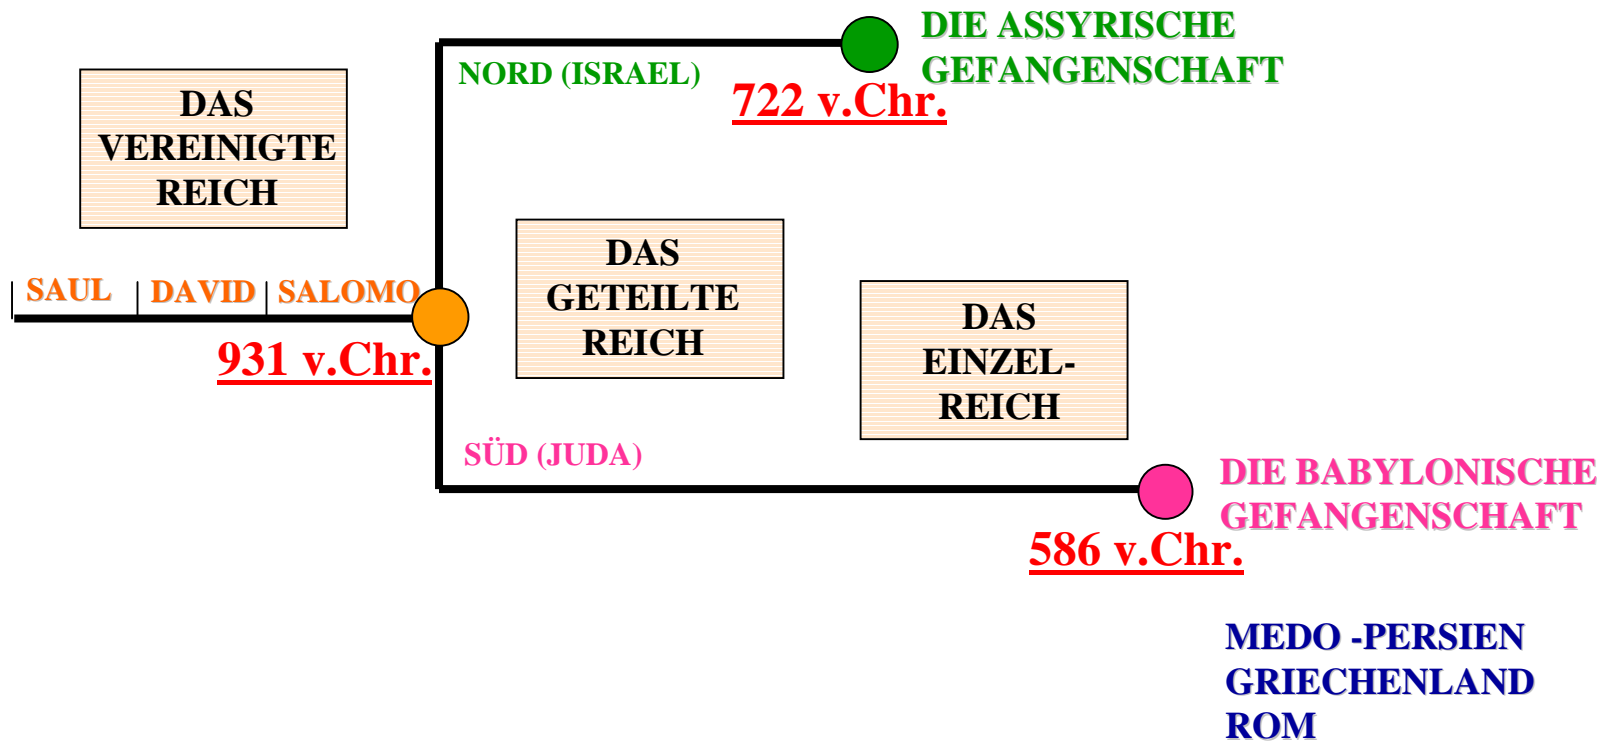 DIE ASSYRISCHE
GEFANGENSCHAFT
NORD (ISRAEL)
722 v.Chr.
DAS
VEREINIGTE
REICH
SAUL
DAVID
SALOMO
931 v.Chr.
DAS
GETEILTE
REICH
DAS
EINZEL-
REICH
SÜD (JUDA)
DIE BABYLONISCHE
GEFANGENSCHAFT
586 v.Chr.
MEDO -PERSIEN
GRIECHENLAND
ROM